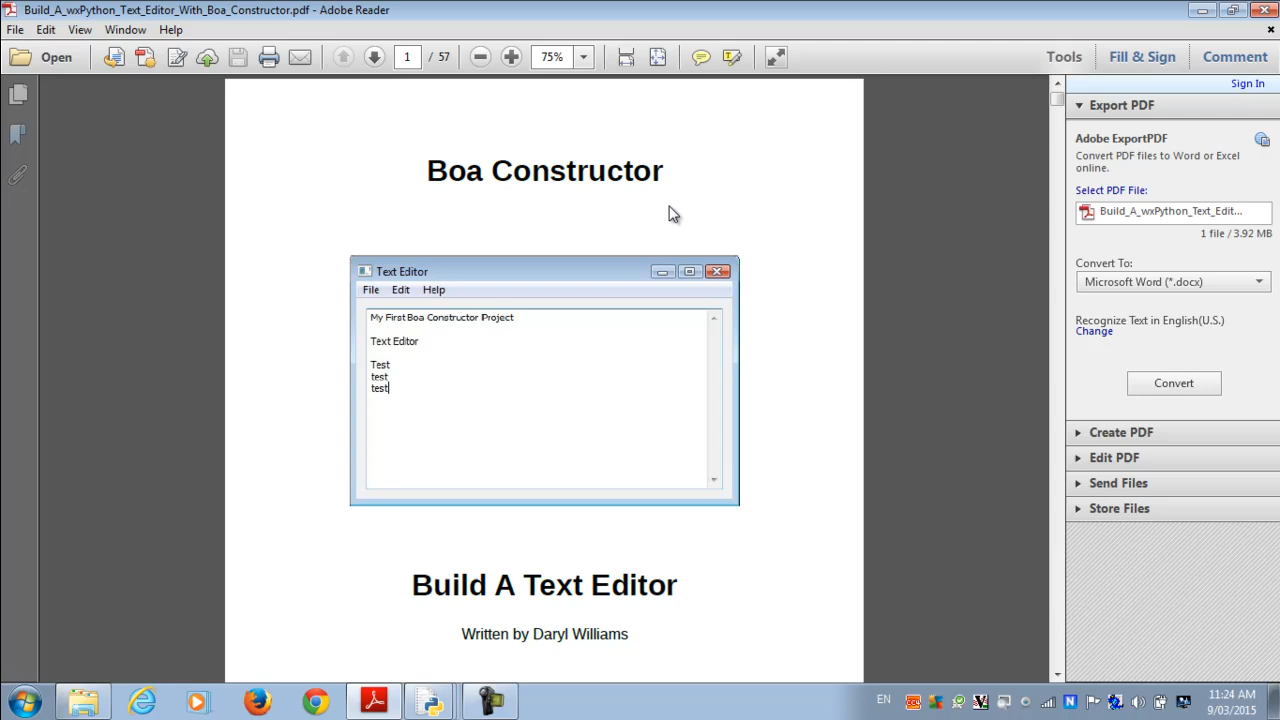 Build_A_wxPython_Text_Editor_With_Boa_Constructor.pdf - Adobe Reader
File Edit View Window Help
Open 1 / 57 75% Tools Fill & Sign Comment
Sign In
Export PDF
Adobe ExportPDF
Convert PDF files to Word or Excel
online.
Select PDF File:
Build_A_wxPython_Text_Edit...
1 file / 3.92 MB
Convert To:
Microsoft Word (*.docx)
Recognize Text in English(U.S.)
Change
Convert
Create PDF
Edit PDF
Send Files
Store Files
Boa Constructor
Text Editor
File Edit Help
My First Boa Constructor Project
Text Editor
Test
test
test
Build A Text Editor
Written by Daryl Williams
EN
11:24 AM
9/03/2015